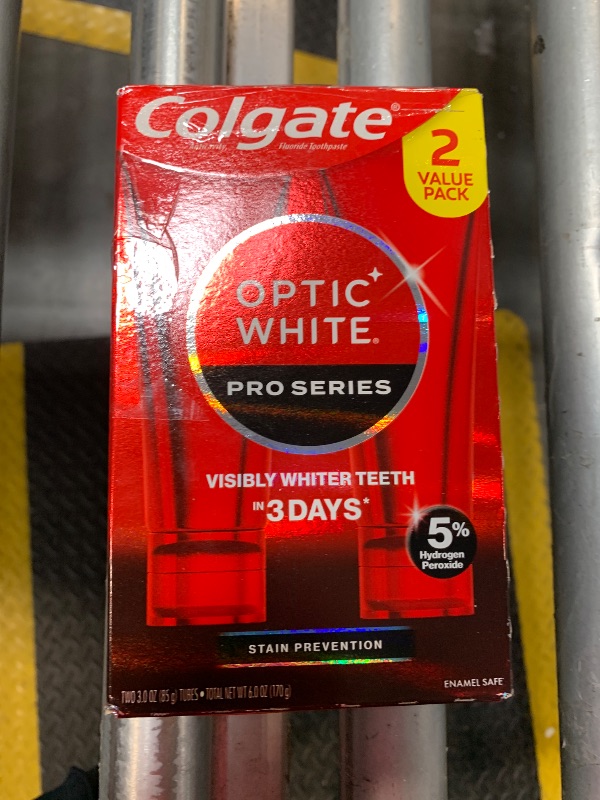 Colgate®
Anticavity Fluoride Toothpaste
2
VALUE
PACK
OPTIC
WHITE®
PRO SERIES
VISIBLY WHITER TEETH
IN 3 DAYS*
5%
Hydrogen
Peroxide
STAIN PREVENTION
TWO 3.0 OZ (85 g) TUBES • TOTAL NET WT 6.0 OZ (170 g)
ENAMEL SAFE